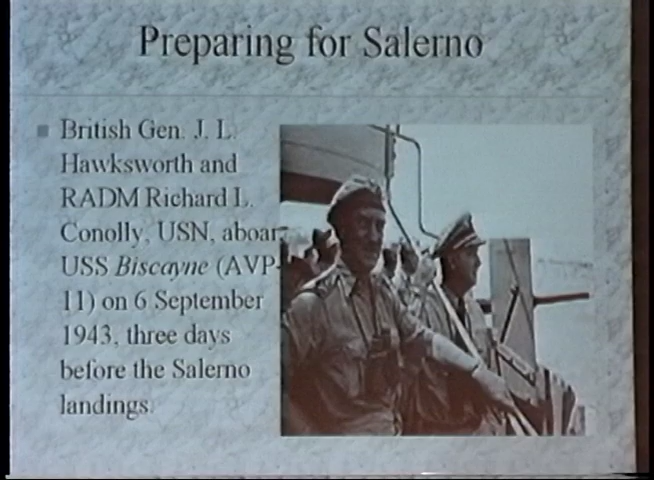 Preparing for Salerno
British Gen. J. L.
Hawksworth and
RADM Richard L.
Conolly, USN, aboar
USS Biscayne (AVP-
11) on 6 September
1943, three days
before the Salerno
landings.